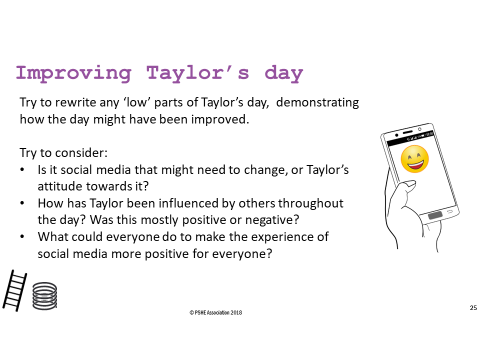 Improving Taylor's day
Try to rewrite any ‘low’ parts of Taylor’s day,  demonstrating
how the day might have been improved.
Try to consider:
• Is it social media that might need to change, or Taylor’s
attitude towards it?
• How has Taylor been influenced by others throughout
the day? Was this mostly positive or negative?
• What could everyone do to make the experience of
social media more positive for everyone?
© PSHE Association 2018
25